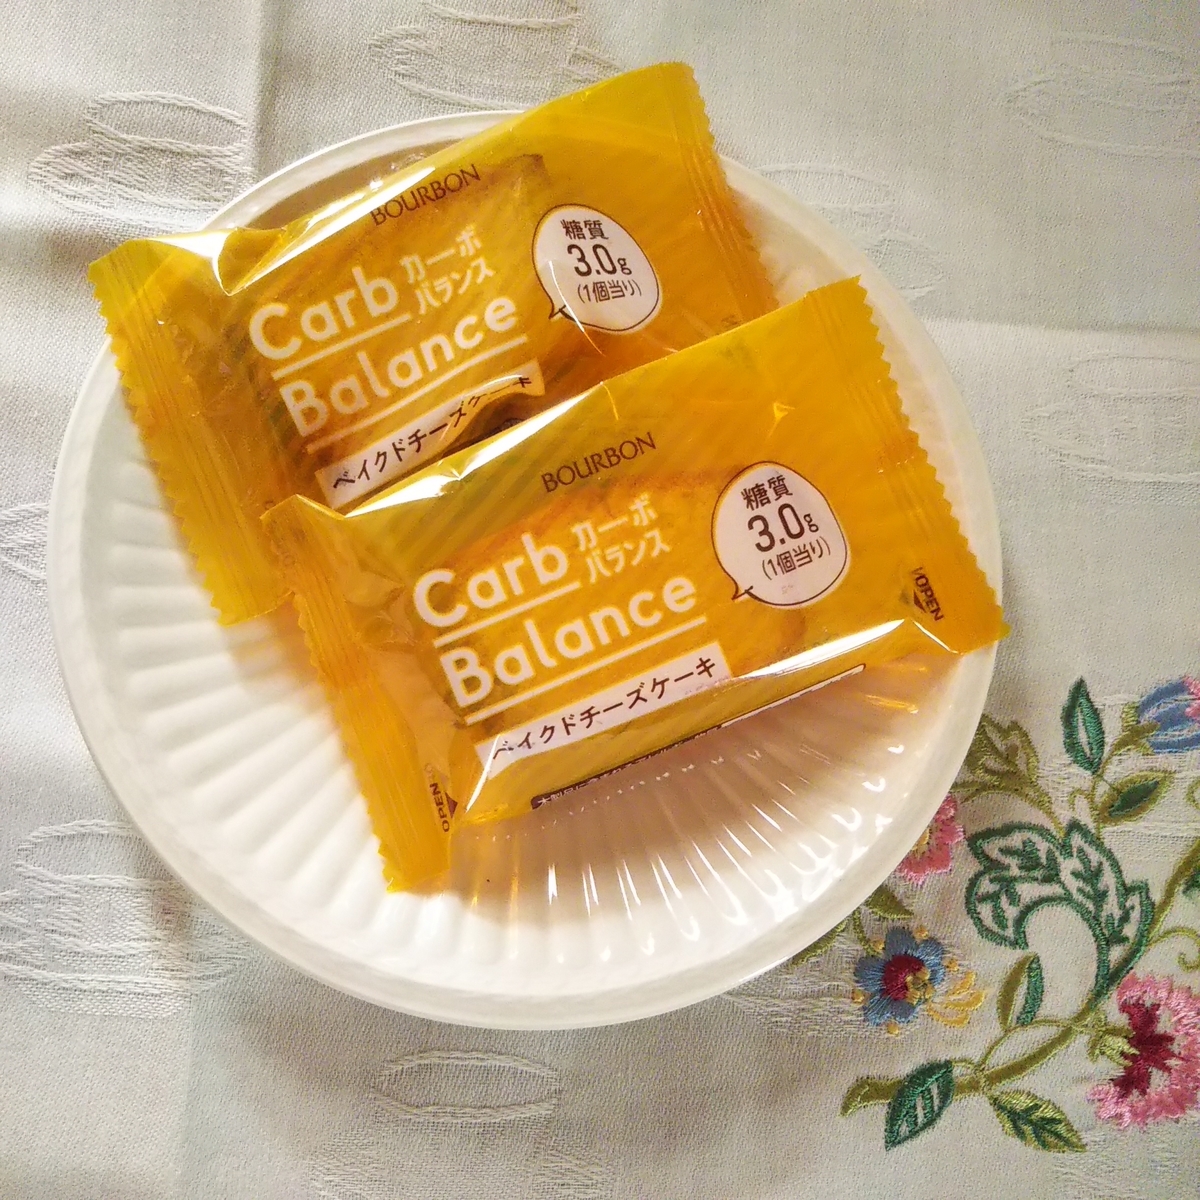 BOURBON
Carb カーボ
バランス
Balance
ベイクドチーズケーキ
糖質
3.0g
(1個当り)
BOURBON
Carb カーボ
バランス
Balance
ベイクドチーズケーキ
糖質
3.0g
(1個当り)
OPEN
OPEN